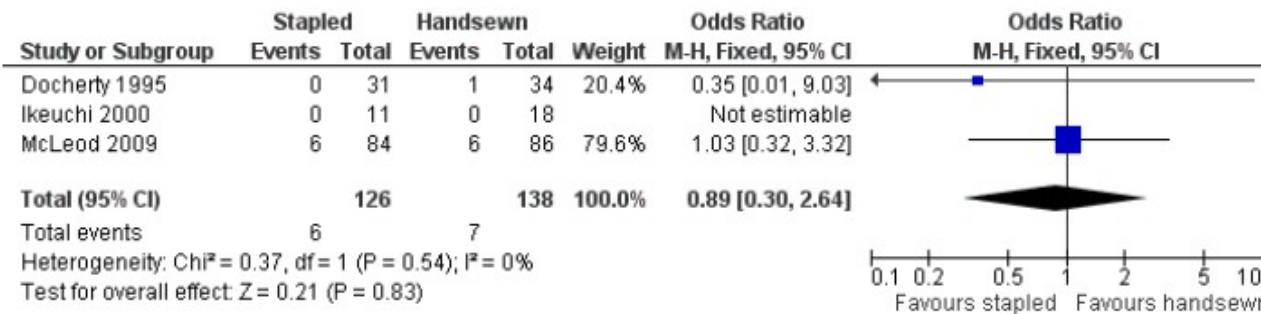 Stapled Handsewn Odds Ratio Odds Ratio
Study or Subgroup Events Total Events Total Weight M-H, Fixed, 95% CI M-H, Fixed, 95% CI
Docherty 1995 0 31 1 34 20.4% 0.35 [0.01, 9.03]
Ikeuchi 2000 0 11 0 18 Not estimable
McLeod 2009 6 84 6 86 79.6% 1.03 [0.32, 3.32]
Total (95% CI) 126 138 100.0% 0.89 [0.30, 2.64]
Total events 6 7
Heterogeneity: Chi² = 0.37, df = 1 (P = 0.54); I² = 0%
Test for overall effect: Z = 0.21 (P = 0.83)
0.1 0.2 0.5 1 2 5 10
Favours stapled Favours handsewn